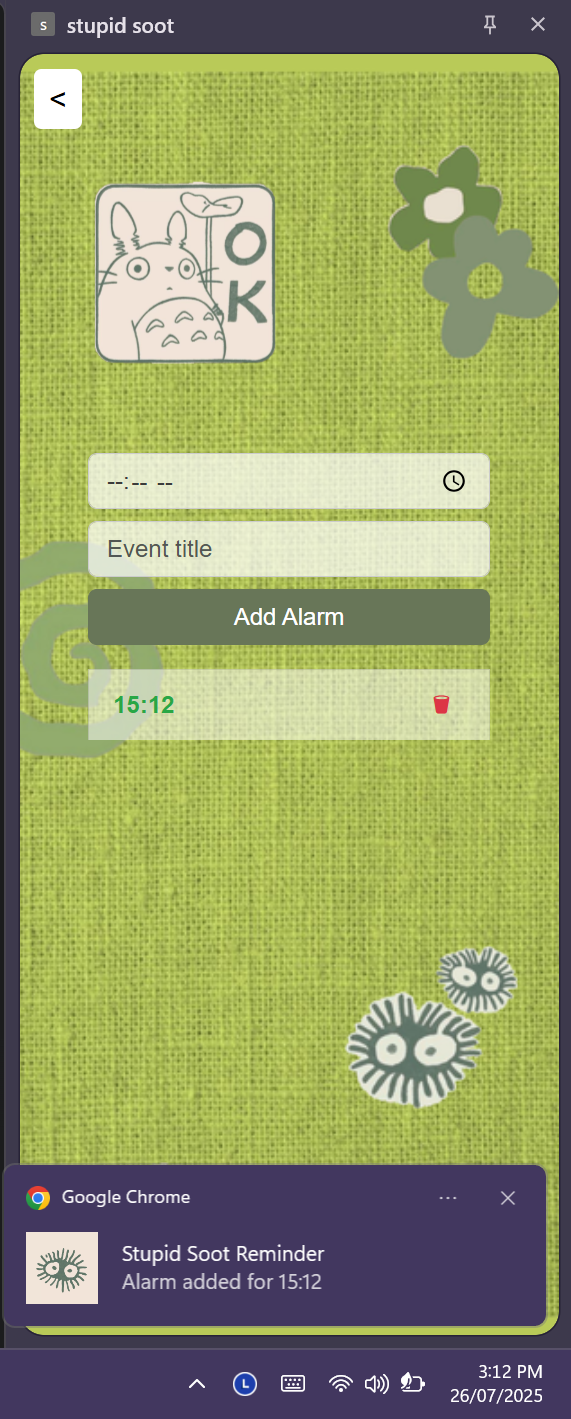 s stupid soot
<
O
K
--:-- --
Event title
Add Alarm
15:12
Google Chrome
Stupid Soot Reminder
Alarm added for 15:12
L
3:12 PM
26/07/2025